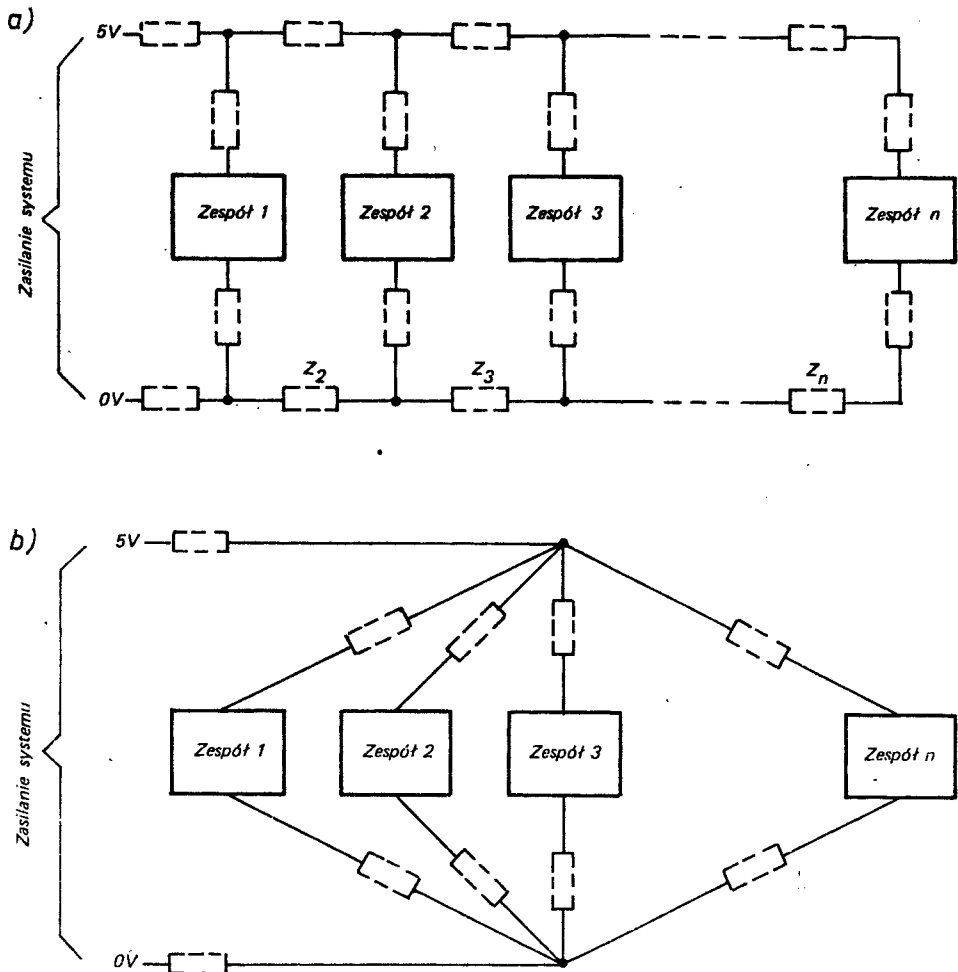 a)
5V
Zasilanie systemu
Zespół 1
Zespół 2
Zespół 3
Zespół n
Z2
Z3
Zn
0V
b)
5V
Zasilanie systemu
Zespół 1
Zespół 2
Zespół 3
Zespół n
0V